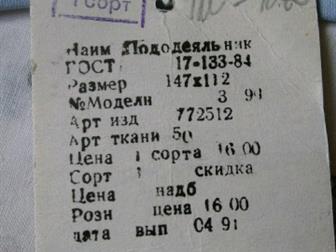 1 сорт
Наим Пододеяльник
ГОСТ 17-133-84
Размер 147х112
№Модели 3 99
Арт изд 772512
Арт ткани 50
Цена 1 сорта 16 00
Сорт 1 скидка
Цена надб
Розн цена 16 00
дата вып 04 91